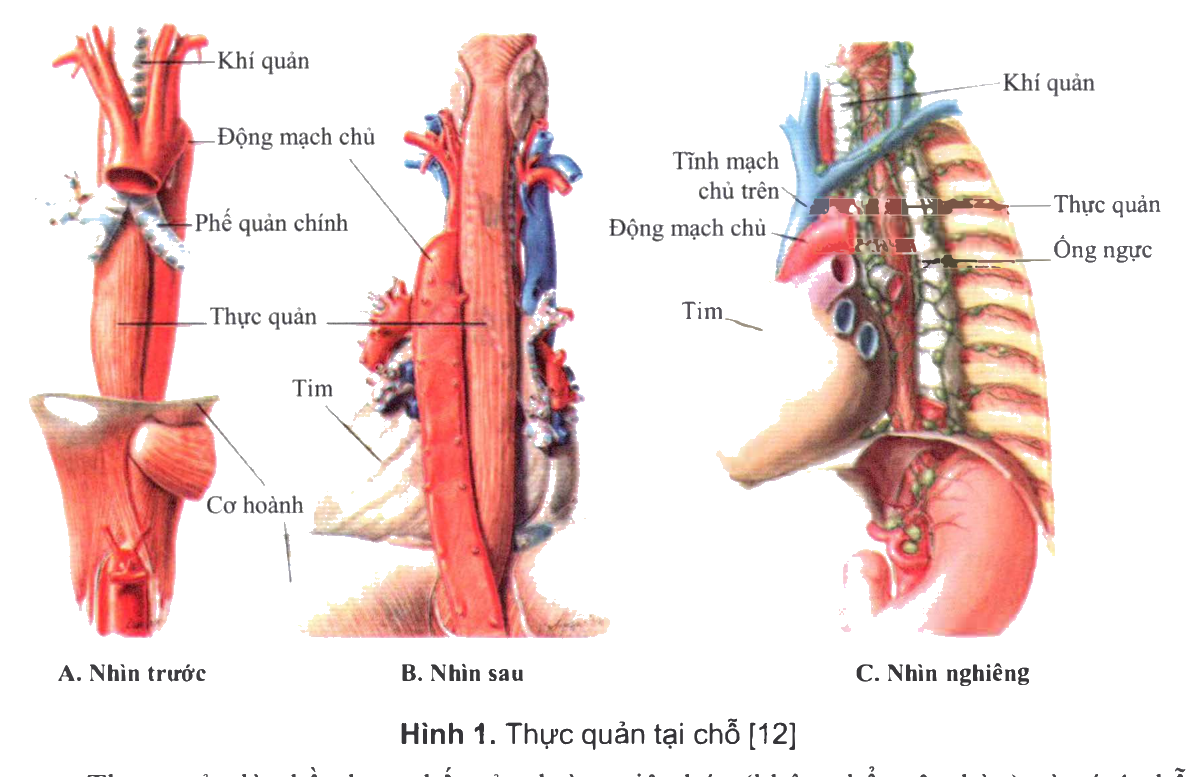 Khí quản
Động mạch chủ
Phế quản chính
Thực quản
Tim
Cơ hoành
Khí quản
Tĩnh mạch
chủ trên
Động mạch chủ
Thực quản
Ống ngực
Tim
A. Nhìn trước
B. Nhìn sau
C. Nhìn nghiêng
Hình 1. Thực quản tại chỗ [12]